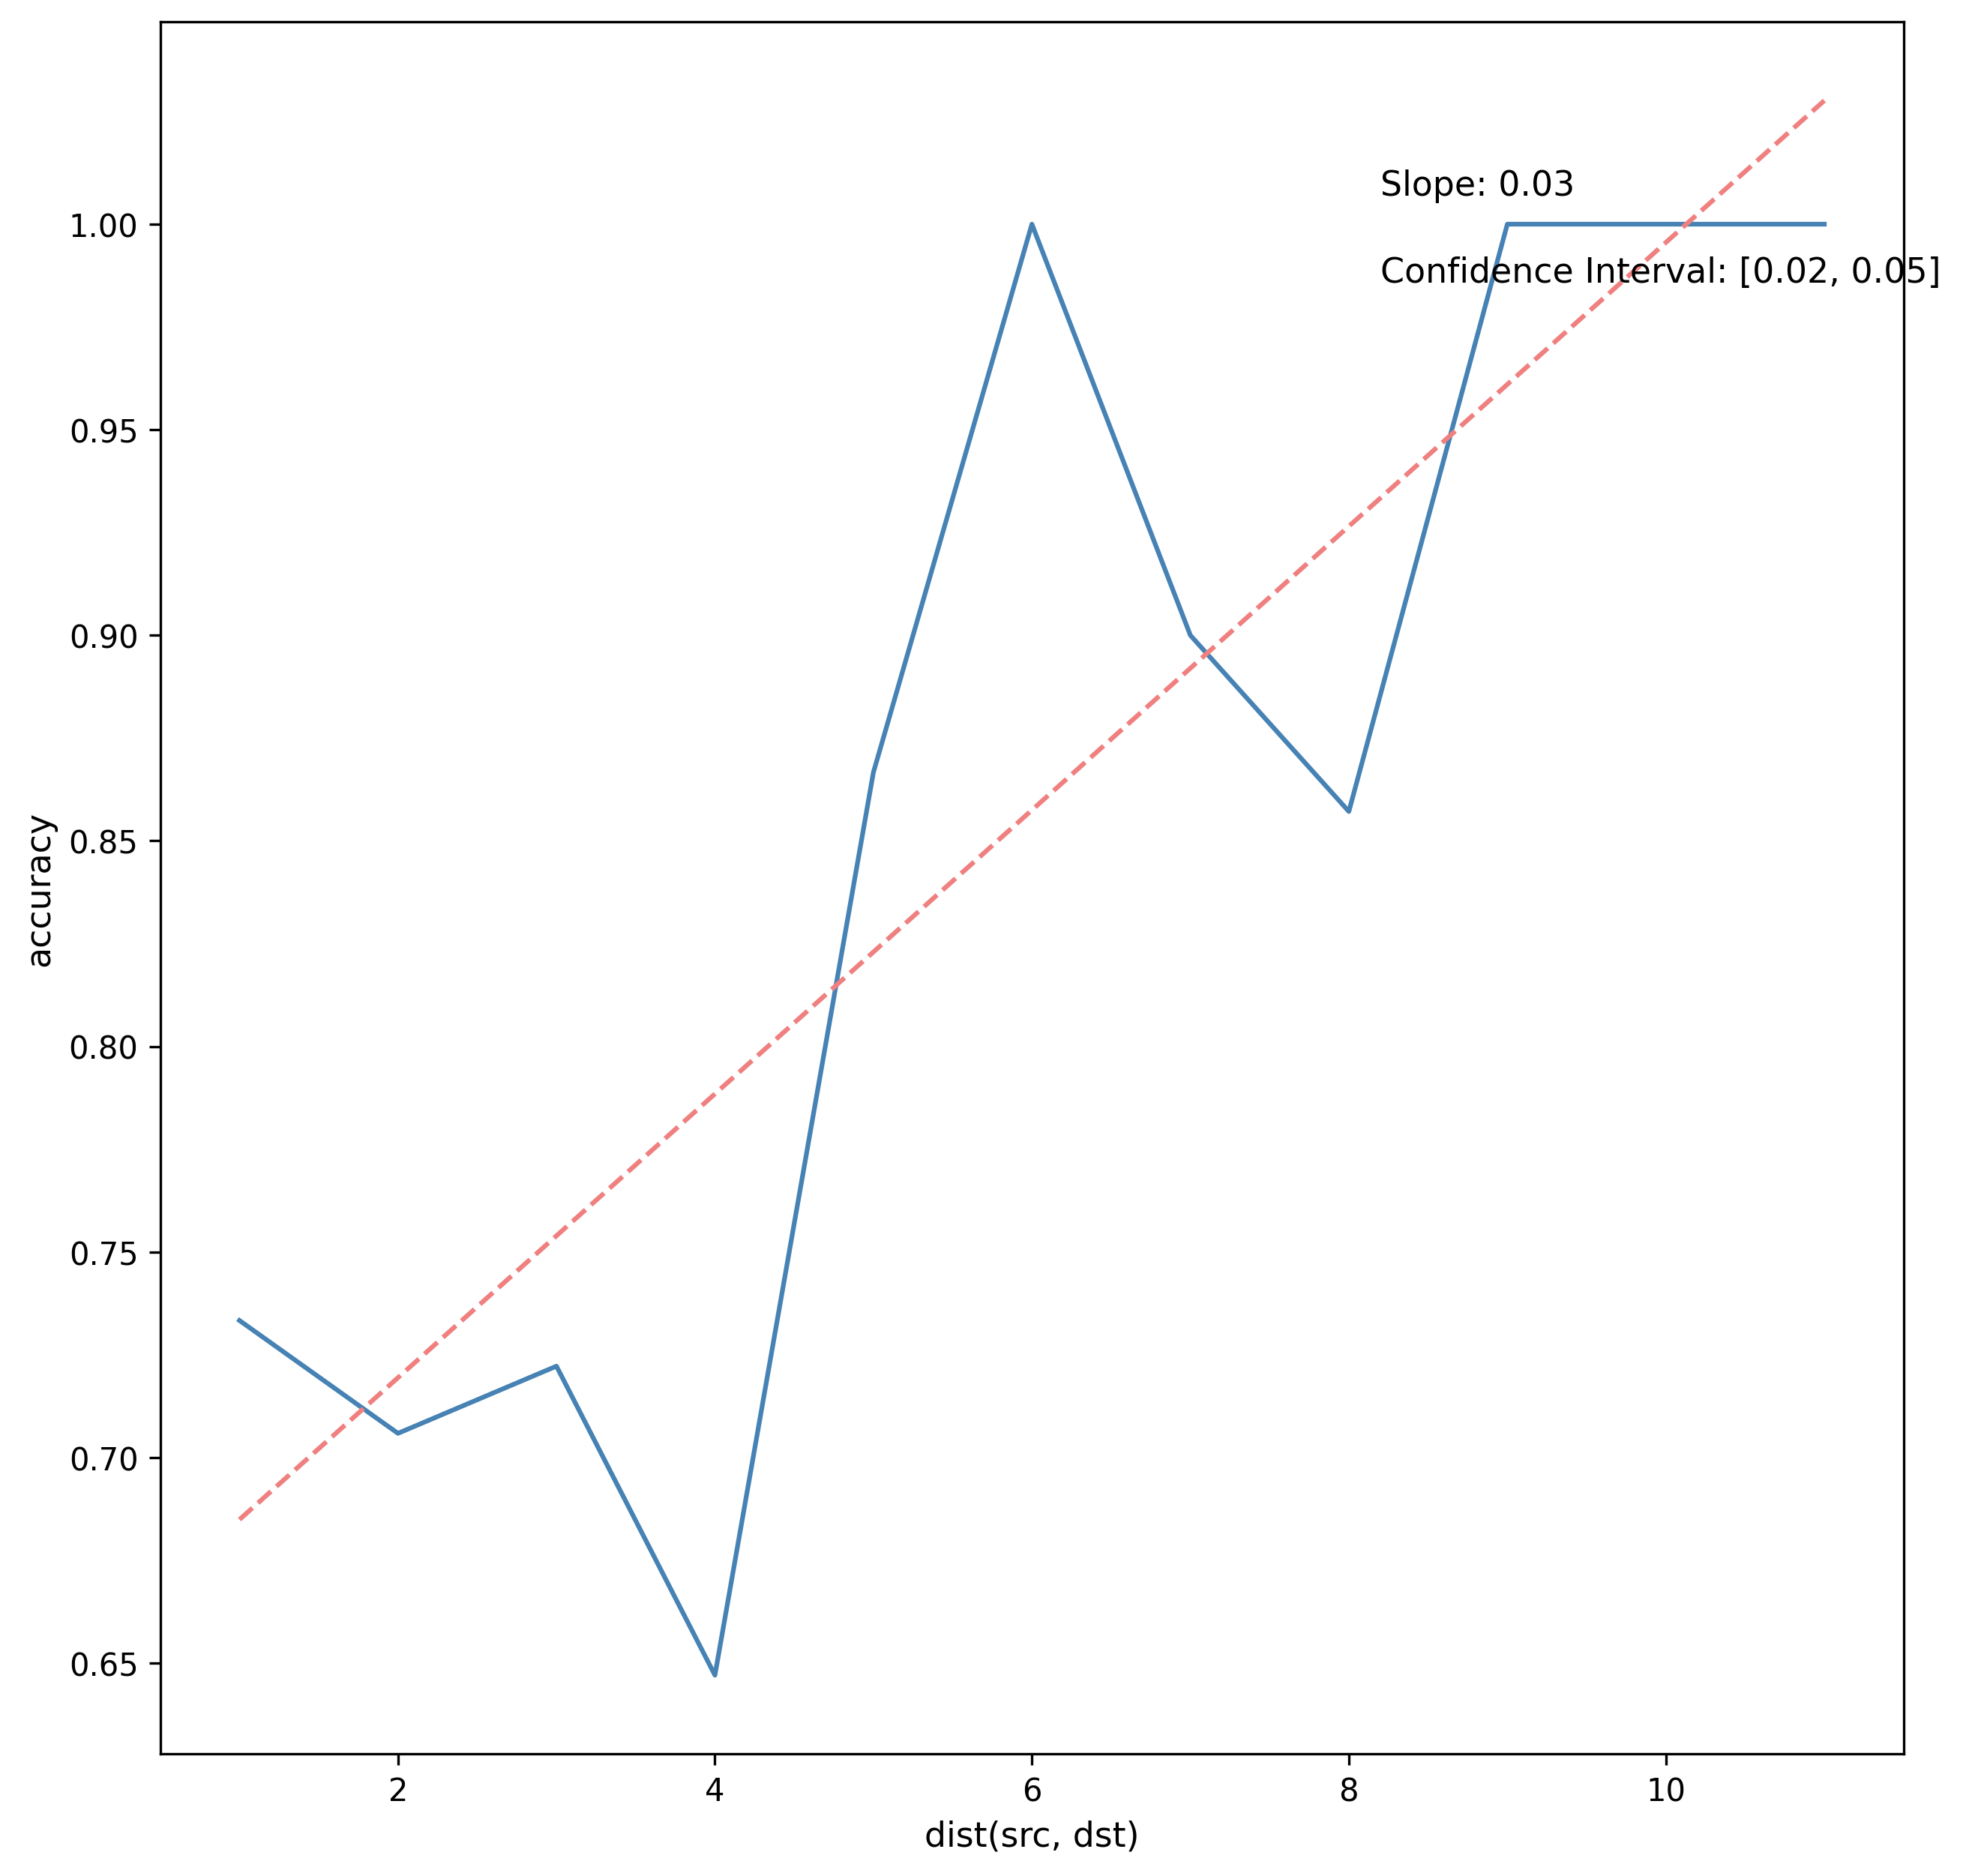 Slope: 0.03
1.00
Confidence Interval: [0.02, 0.05]
0.95
0.90
0.85
accuracy
0.80
0.75
0.70
0.65
2 4 6 8 10
dist(src, dst)